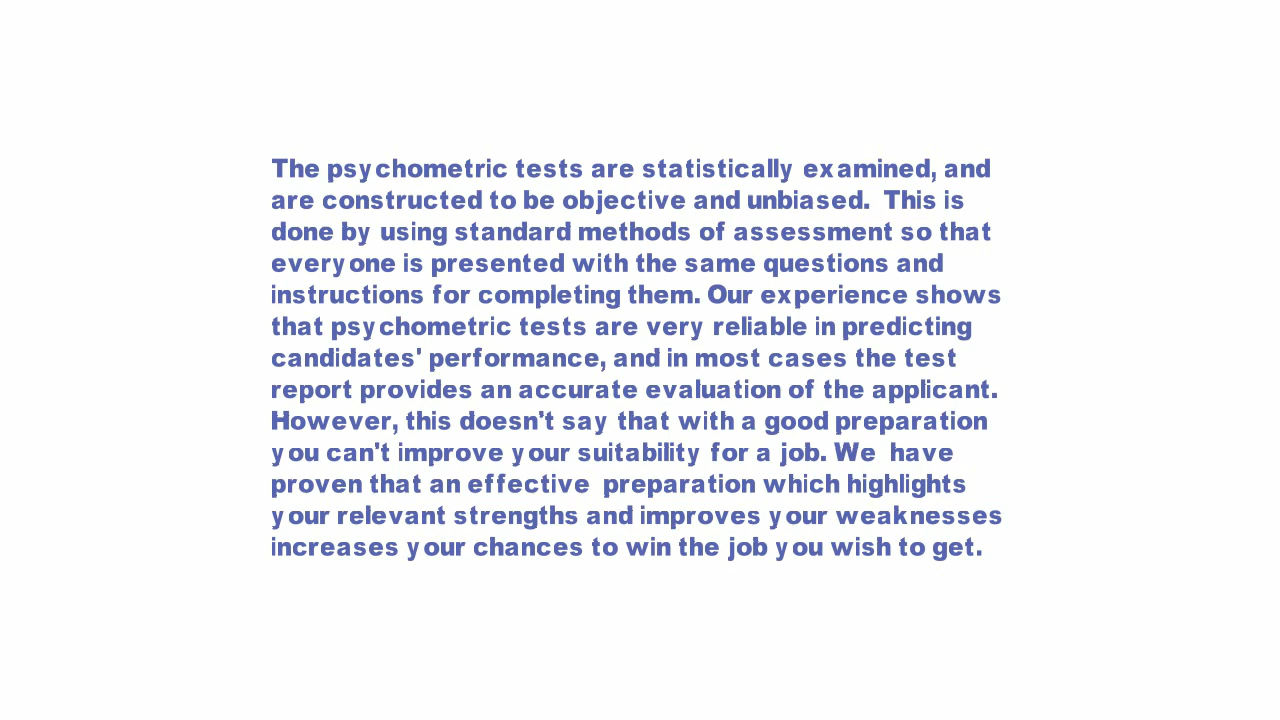 The psychometric tests are statistically examined, and
are constructed to be objective and unbiased.  This is
done by using standard methods of assessment so that
everyone is presented with the same questions and
instructions for completing them. Our experience shows
that psychometric tests are very reliable in predicting
candidates' performance, and in most cases the test
report provides an accurate evaluation of the applicant.
However, this doesn't say that with a good preparation
you can't improve your suitability for a job. We  have
proven that an effective  preparation which highlights
your relevant strengths and improves your weaknesses
increases your chances to win the job you wish to get.